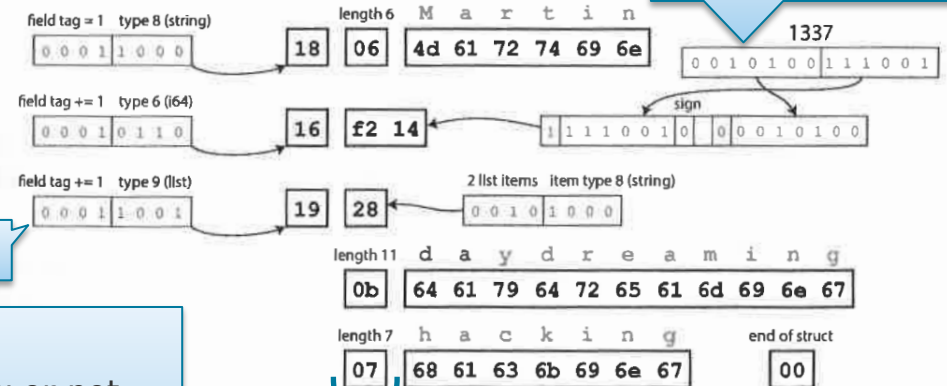 length 6 M a r t i n
field tag = 1 type 8 (string)
0 0 0 1 1 0 0 0 18 06 4d 61 72 74 69 6e
1337
0 0 1 0 1 0 0 1 1 1 0 0 1
field tag += 1 type 6 (i64)
sign
0 0 0 1 0 1 1 0 16 f2 14 1 1 1 1 0 0 1 0 0 0 0 1 0 1 0 0
field tag += 1 type 9 (list) 2 list items item type 8 (string)
0 0 0 1 1 0 0 1 19 28 0 0 1 0 1 0 0 0
length 11 d a y d r e a m i n g
0b 64 61 79 64 72 65 61 6d 69 6e 67
length 7 h a c k i n g end of struct
07 68 61 63 6b 69 6e 67 00